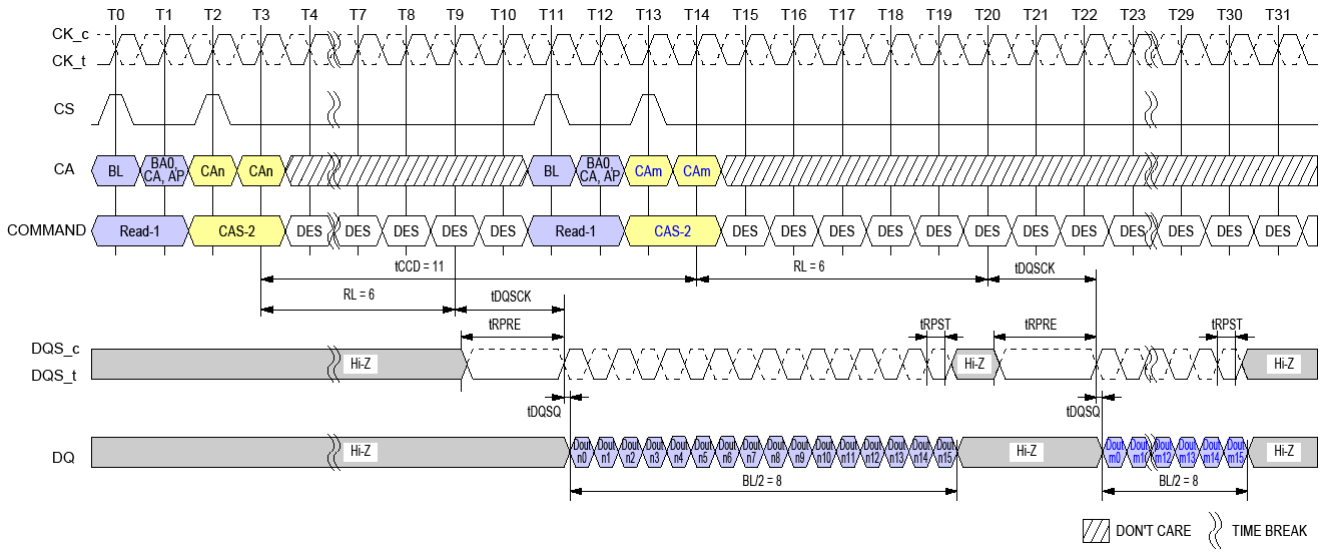 T0 T1 T2 T3 T4 T7 T8 T9 T10 T11 T12 T13 T14 T15 T16 T17 T18 T19 T20 T21 T22 T23 T29 T30 T31
CK_c
CK_t
CS
CA BL BA0, CA, AP CAn CAn BL BA0, CA, AP CAm CAm
COMMAND Read-1 CAS-2 DES DES DES DES DES Read-1 CAS-2 DES DES DES DES DES DES DES DES DES DES DES DES
tCCD = 11 RL = 6 tDQSCK
RL = 6 tDQSCK
tRPRE tRPST tRPRE tRPST
DQS_c
DQS_t
Hi-Z Hi-Z Hi-Z
tDQSQ tDQSQ
DQ Hi-Z Dout n0 Dout n1 Dout n2 Dout n3 Dout n4 Dout n5 Dout n6 Dout n7 Dout n8 Dout n9 Dout n10 Dout n11 Dout n12 Dout n13 Dout n14 Dout n15 Hi-Z Dout m0 Dout Dout m12 Dout m13 Dout m14 Dout m15 Hi-Z
BL/2 = 8 BL/2 = 8
DON'T CARE TIME BREAK